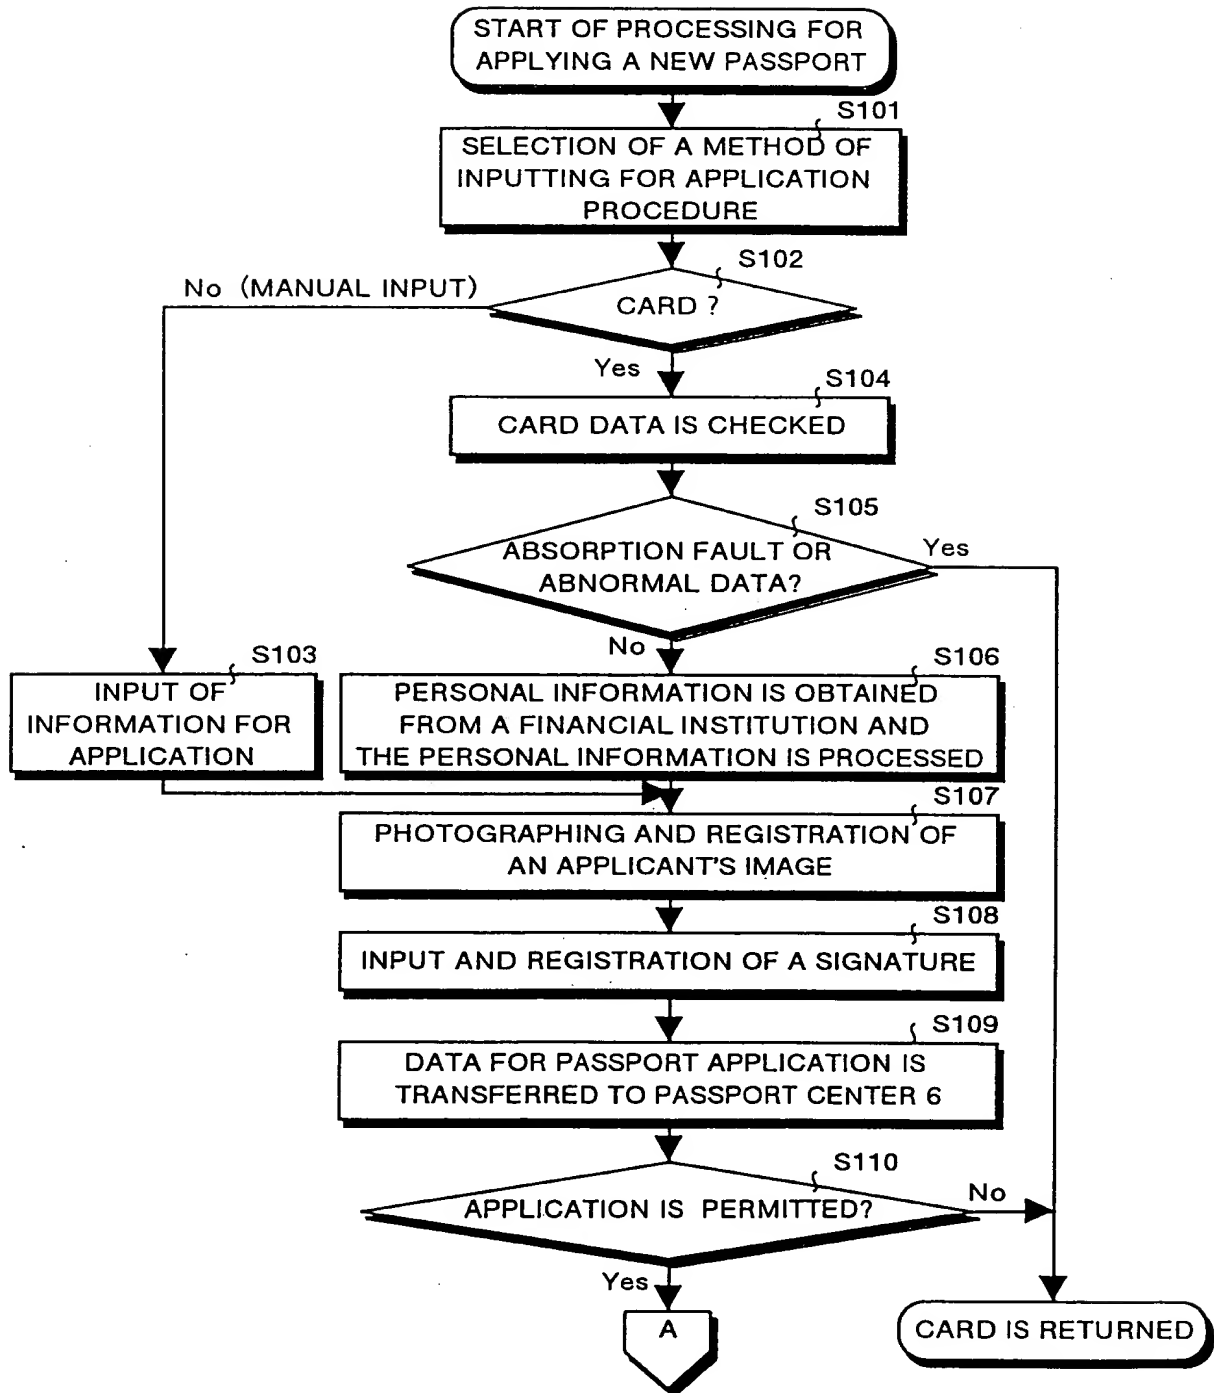 START OF PROCESSING FOR
APPLYING A NEW PASSPORT
S101
SELECTION OF A METHOD OF
INPUTTING FOR APPLICATION
PROCEDURE
S102
No (MANUAL INPUT)
CARD ?
Yes
S104
CARD DATA IS CHECKED
S105
ABSORPTION FAULT OR
ABNORMAL DATA?
Yes
No
S103
INPUT OF
INFORMATION FOR
APPLICATION
S106
PERSONAL INFORMATION IS OBTAINED
FROM A FINANCIAL INSTITUTION AND
THE PERSONAL INFORMATION IS PROCESSED
S107
PHOTOGRAPHING AND REGISTRATION OF
AN APPLICANT'S IMAGE
S108
INPUT AND REGISTRATION OF A SIGNATURE
S109
DATA FOR PASSPORT APPLICATION IS
TRANSFERRED TO PASSPORT CENTER 6
S110
APPLICATION IS PERMITTED?
No
Yes
A
CARD IS RETURNED